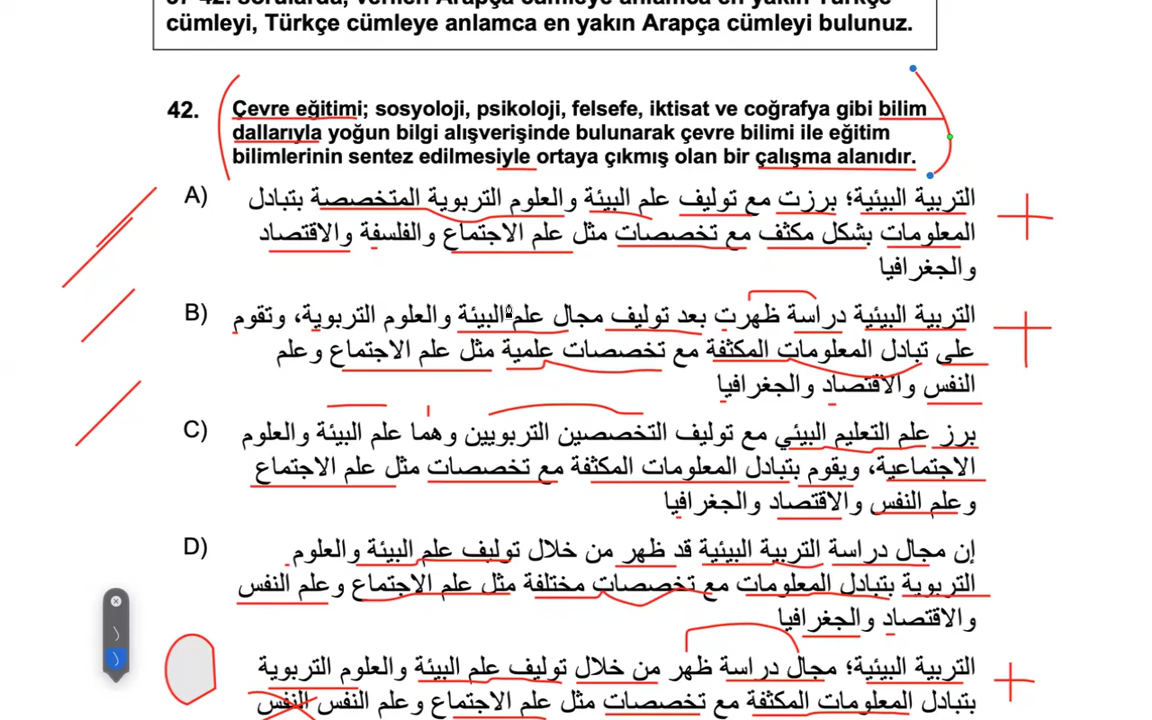 cümleyi, Türkçe cümleye anlamca en yakın Arapça cümleyi bulunuz.
42. Çevre eğitimi; sosyoloji, psikoloji, felsefe, iktisat ve coğrafya gibi bilim
dallarıyla yoğun bilgi alışverişinde bulunarak çevre bilimi ile eğitim
bilimlerinin sentez edilmesiyle ortaya çıkmış olan bir çalışma alanıdır.
A) التربية البيئية؛ برزت مع توليف علم البيئة والعلوم التربوية المتخصصة بتبادل
المعلومات بشكل مكثف مع تخصصات مثل علم الاجتماع والفلسفة والاقتصاد
والجغرافيا
B) التربية البيئية دراسة ظهرت بعد توليف مجال علم البيئة والعلوم التربوية، وتقوم
على تبادل المعلومات المكثفة مع تخصصات علمية مثل علم الاجتماع وعلم
النفس والاقتصاد والجغرافيا
C) برز علم التعليم البيئي مع توليف التخصصين التربويين وهما علم البيئة والعلوم
الاجتماعية، ويقوم بتبادل المعلومات المكثفة مع تخصصات مثل علم الاجتماع
وعلم النفس والاقتصاد والجغرافيا
D) إن مجال دراسة التربية البيئية قد ظهر من خلال توليف علم البيئة والعلوم
التربوية بتبادل المعلومات مع تخصصات مختلفة مثل علم الاجتماع وعلم النفس
والاقتصاد والجغرافيا
التربية البيئية؛ مجال دراسة ظهر من خلال توليف علم البيئة والعلوم التربوية
بتبادل المعلومات المكثفة مع تخصصات مثل علم الاجتماع وعلم النفس النفس